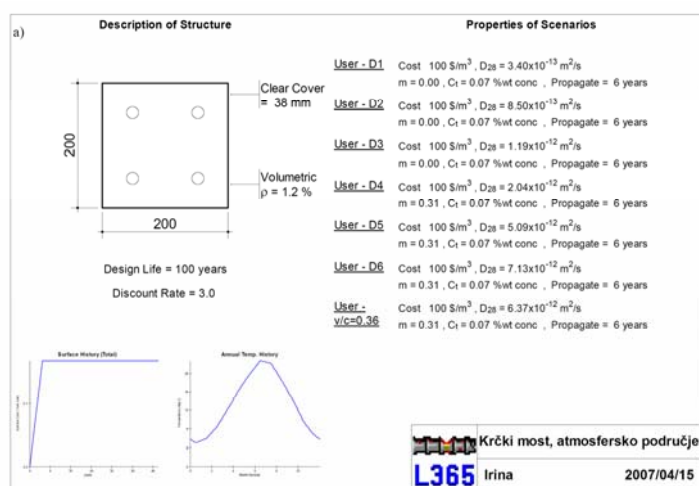 a)
Description of Structure
Clear Cover
= 38 mm
200
Volumetric
ρ = 1.2 %
200
Design Life = 100 years
Discount Rate = 3.0
Surface History (Total)
Annual Temp. History
Properties of Scenarios
User - D1 Cost 100 $/m³ , D28 = 3.40x10⁻¹³ m²/s
m = 0.00 , Ct = 0.07 %wt conc , Propagate = 6 years
User - D2 Cost 100 $/m³ , D28 = 8.50x10⁻¹³ m²/s
m = 0.00 , Ct = 0.07 %wt conc , Propagate = 6 years
User - D3 Cost 100 $/m³ , D28 = 1.19x10⁻¹² m²/s
m = 0.00 , Ct = 0.07 %wt conc , Propagate = 6 years
User - D4 Cost 100 $/m³ , D28 = 2.04x10⁻¹² m²/s
m = 0.31 , Ct = 0.07 %wt conc , Propagate = 6 years
User - D5 Cost 100 $/m³ , D28 = 5.09x10⁻¹² m²/s
m = 0.31 , Ct = 0.07 %wt conc , Propagate = 6 years
User - D6 Cost 100 $/m³ , D28 = 7.13x10⁻¹² m²/s
m = 0.31 , Ct = 0.07 %wt conc , Propagate = 6 years
User - v/c=0.36 Cost 100 $/m³ , D28 = 6.37x10⁻¹² m²/s
m = 0.31 , Ct = 0.07 %wt conc , Propagate = 6 years
Krčki most, atmosfersko područje
L365 Irina 2007/04/15